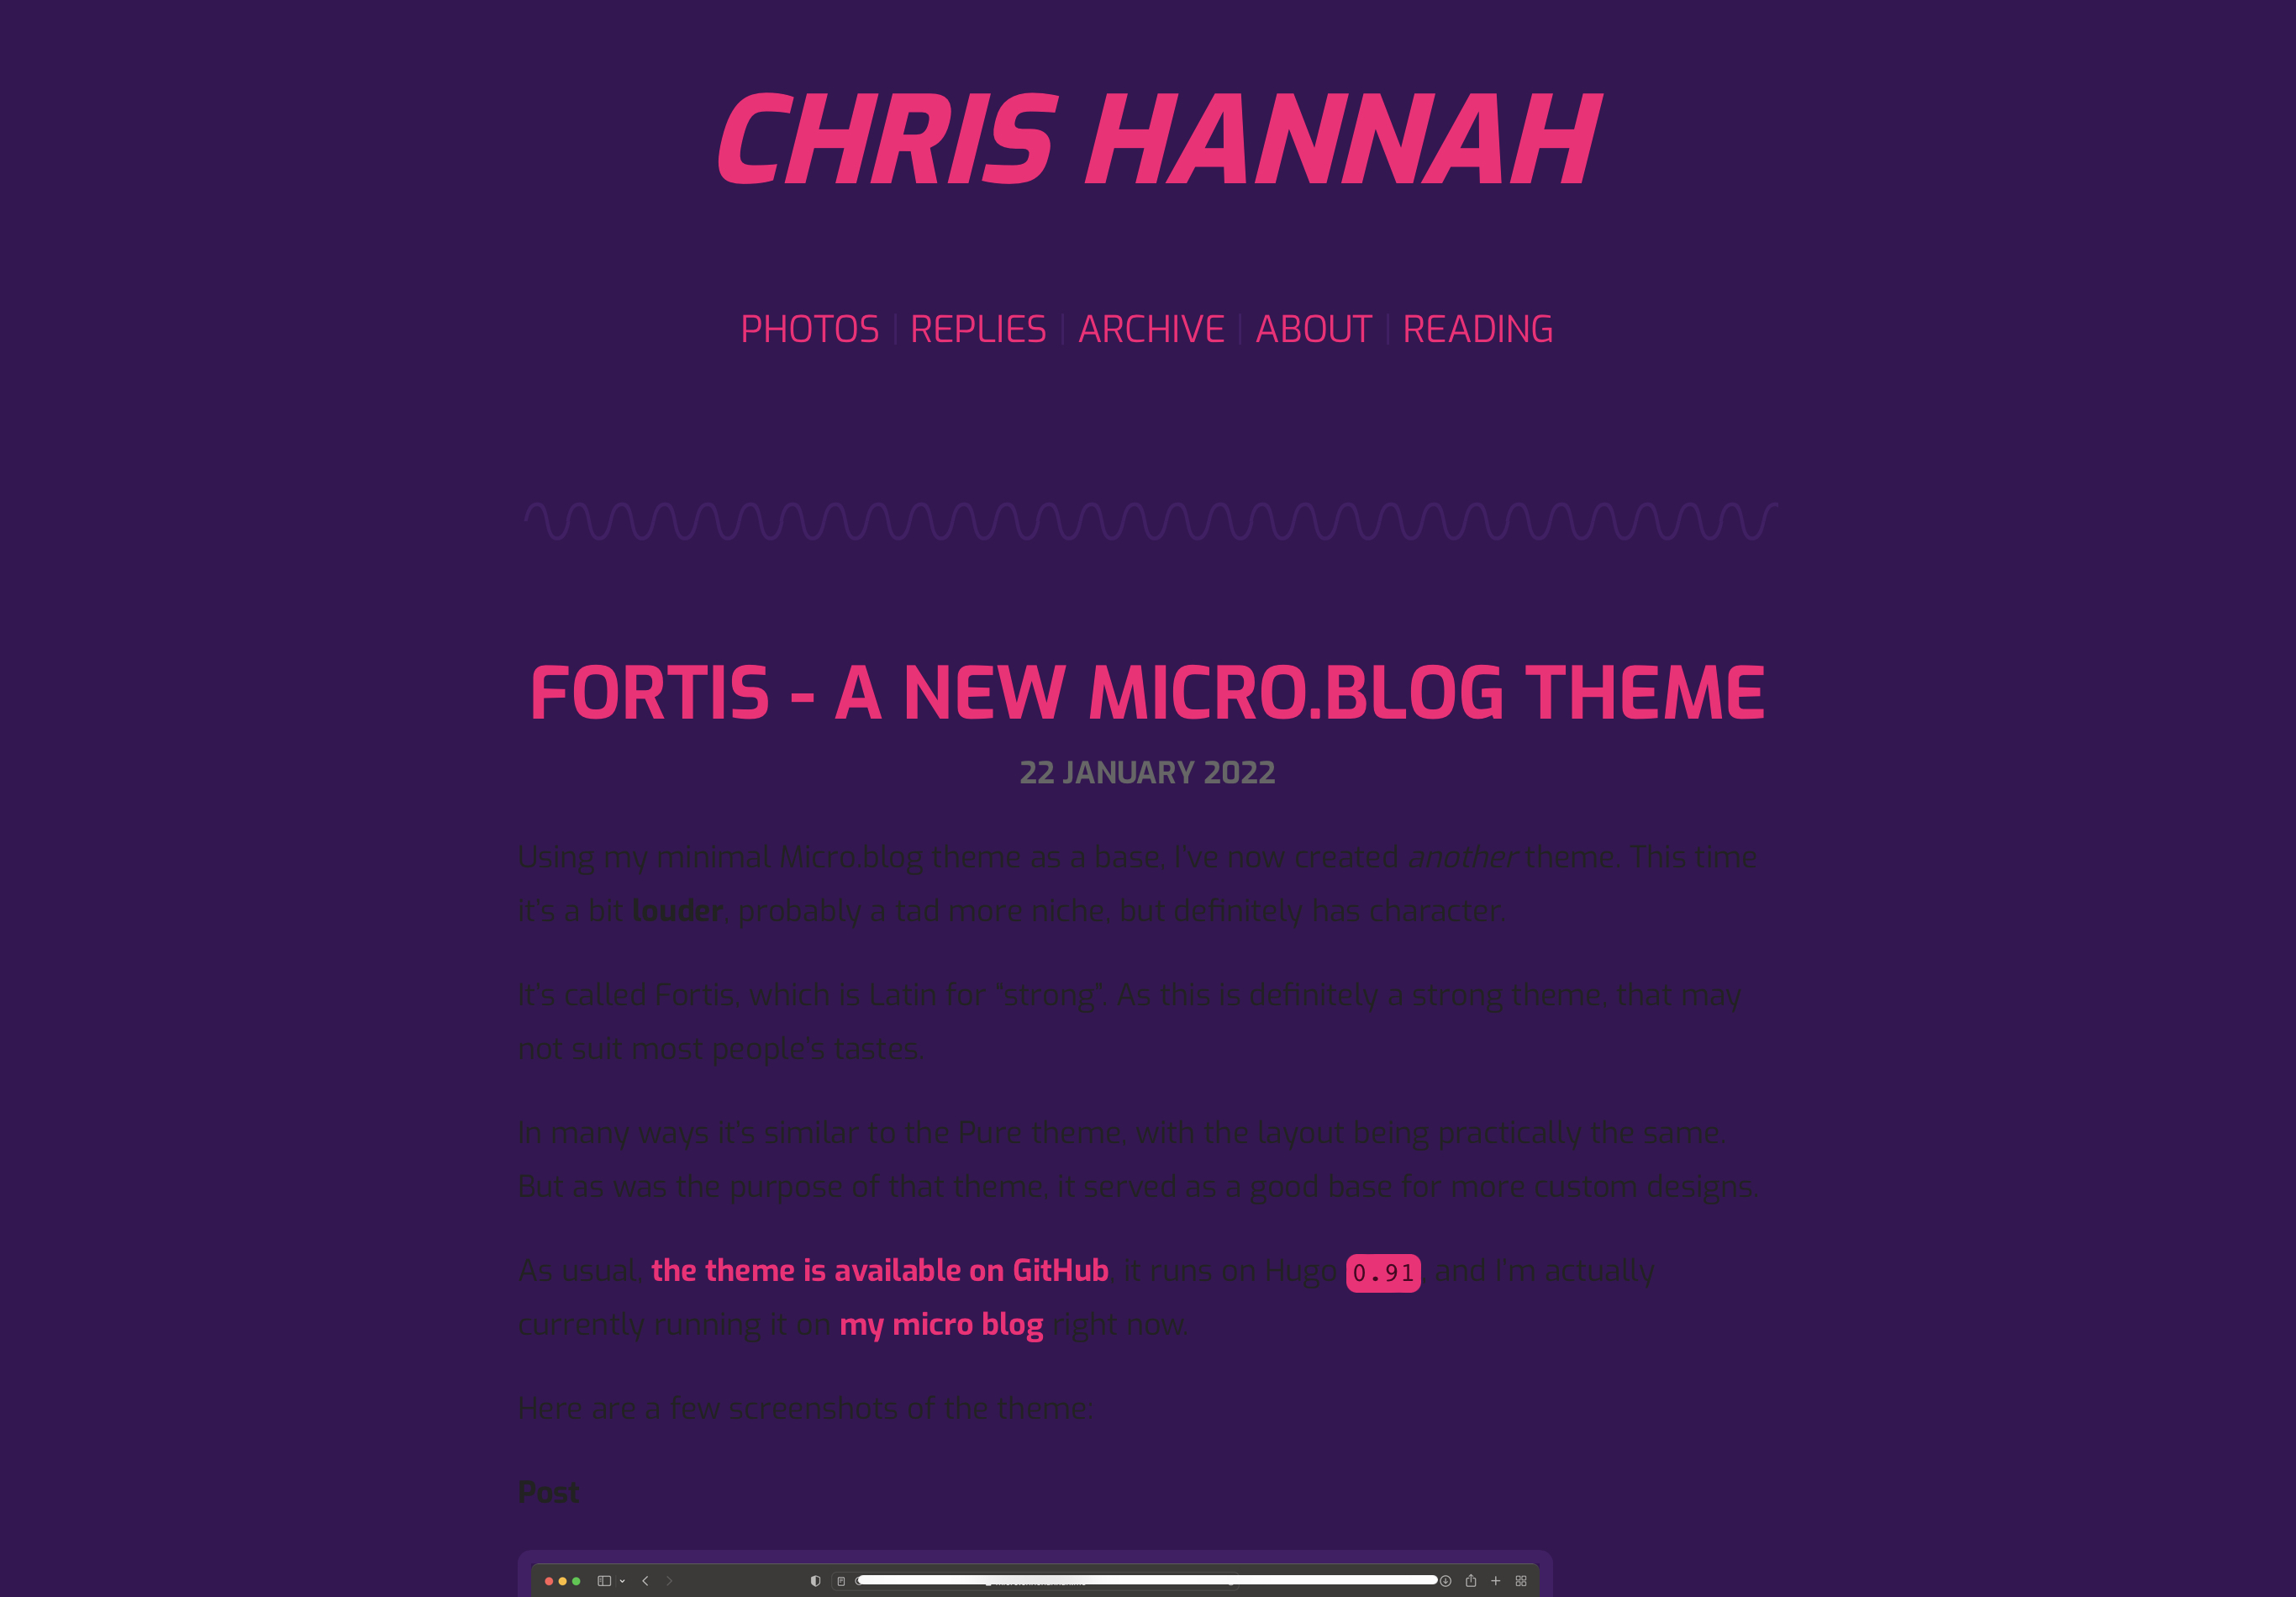 CHRIS HANNAH
PHOTOS | REPLIES | ARCHIVE | ABOUT | READING
FORTIS - A NEW MICRO.BLOG THEME
22 JANUARY 2022
Using my minimal Micro.blog theme as a base, I've now created another theme. This time
it's a bit louder, probably a tad more niche, but definitely has character.
It's called Fortis, which is Latin for "strong". As this is definitely a strong theme, that may
not suit most people's tastes.
In many ways it's similar to the Pure theme, with the layout being practically the same.
But as was the purpose of that theme, it served as a good base for more custom designs.
As usual, the theme is available on GitHub, it runs on Hugo 0.91, and I'm actually
currently running it on my micro blog right now.
Here are a few screenshots of the theme:
Post